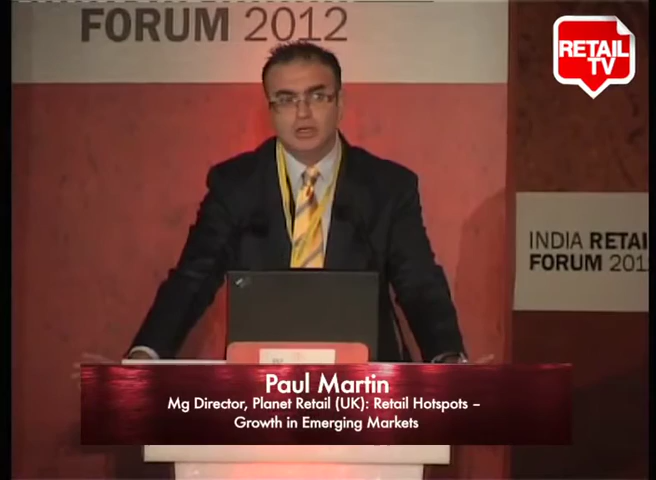 FORUM 2012
RETAIL
TV
INDIA RETAIL
FORUM 201
Paul Martin
Mg Director, Planet Retail (UK): Retail Hotspots –
Growth in Emerging Markets